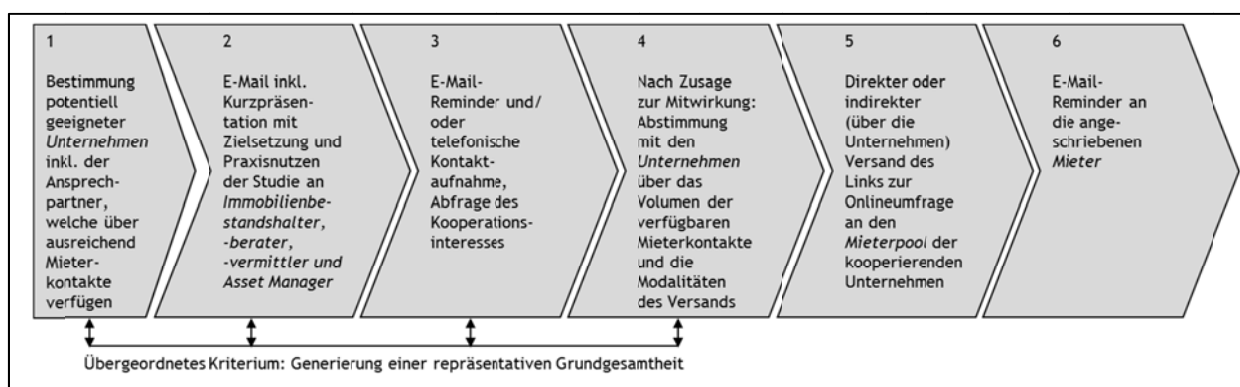 1
Bestimmung
potentiell
geeigneter
Unternehmen
inkl. der
Ansprech-
partner,
welche über
ausreichend
Mieter-
kontakte
verfügen
2
E-Mail inkl.
Kurzpräsen-
tation mit
Zielsetzung und
Praxisnutzen
der Studie an
Immobilienbe-
standshalter,
-berater,
-vermittler und
Asset Manager
3
E-Mail-
Reminder und/
oder
telefonische
Kontakt-
aufnahme,
Abfrage des
Kooperations-
interesses
4
Nach Zusage
zur Mitwirkung:
Abstimmung
mit den
Unternehmen
über das
Volumen der
verfügbaren
Mieterkontakte
und die
Modalitäten
des Versands
5
Direkter oder
indirekter
(über die
Unternehmen)
Versand des
Links zur
Onlineumfrage
an den
Mieterpool der
kooperierenden
Unternehmen
6
E-Mail-
Reminder an
die ange-
schriebenen
Mieter
Übergeordnetes Kriterium: Generierung einer repräsentativen Grundgesamtheit